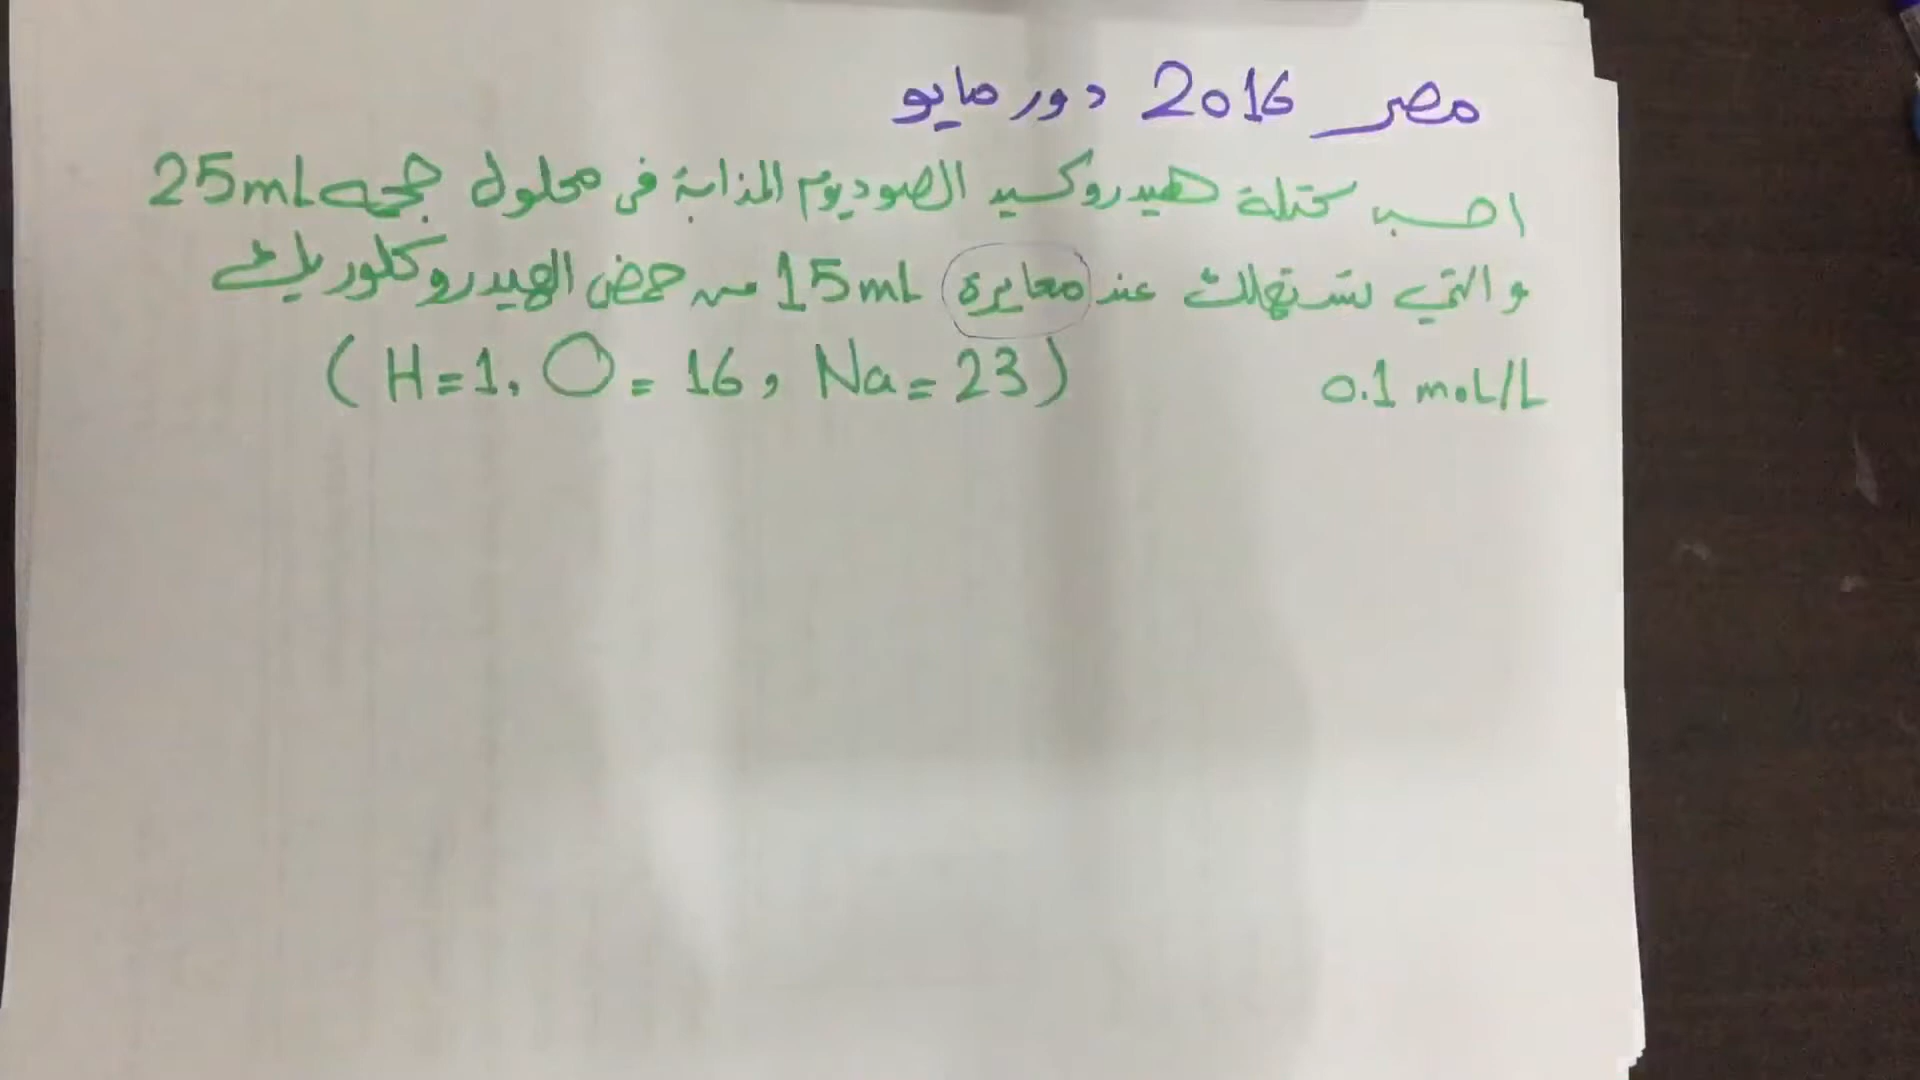 مصر 2016 دور مايو
احسب كتلة هيدروكسيد الصوديوم المذابة فى محلول حجمه 25mL
والتي تستهلك عند معايرة 15mL من حمض الهيدروكلوريك
0.1 moL/L (H=1, O=16, Na=23)